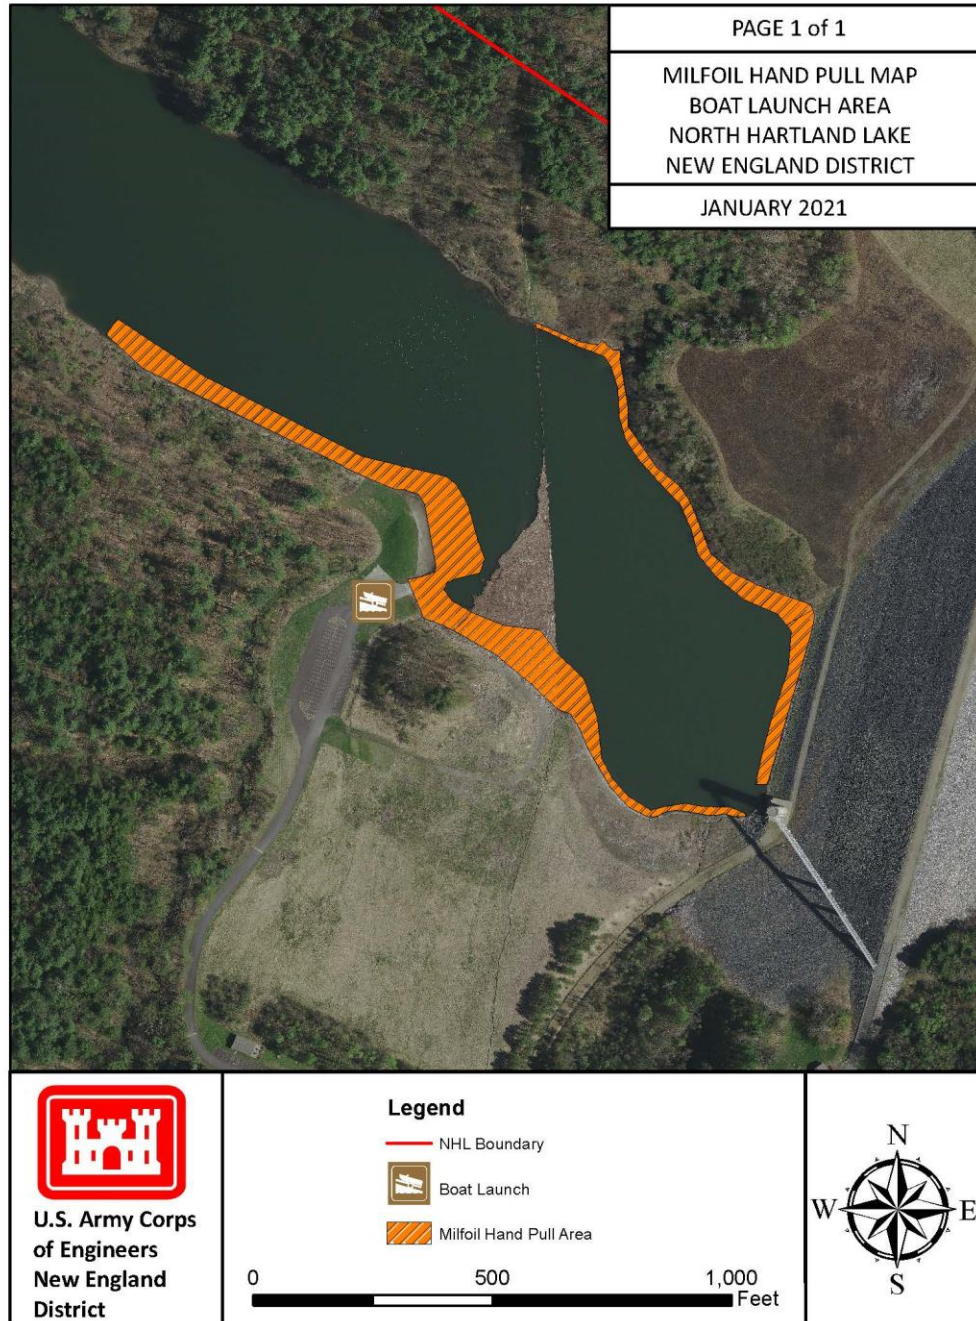 PAGE 1 of 1
MILFOIL HAND PULL MAP
BOAT LAUNCH AREA
NORTH HARTLAND LAKE
NEW ENGLAND DISTRICT
JANUARY 2021
U.S. Army Corps
of Engineers
New England
District
Legend
NHL Boundary
Boat Launch
Milfoil Hand Pull Area
0 500 1,000
Feet
N
W E
S